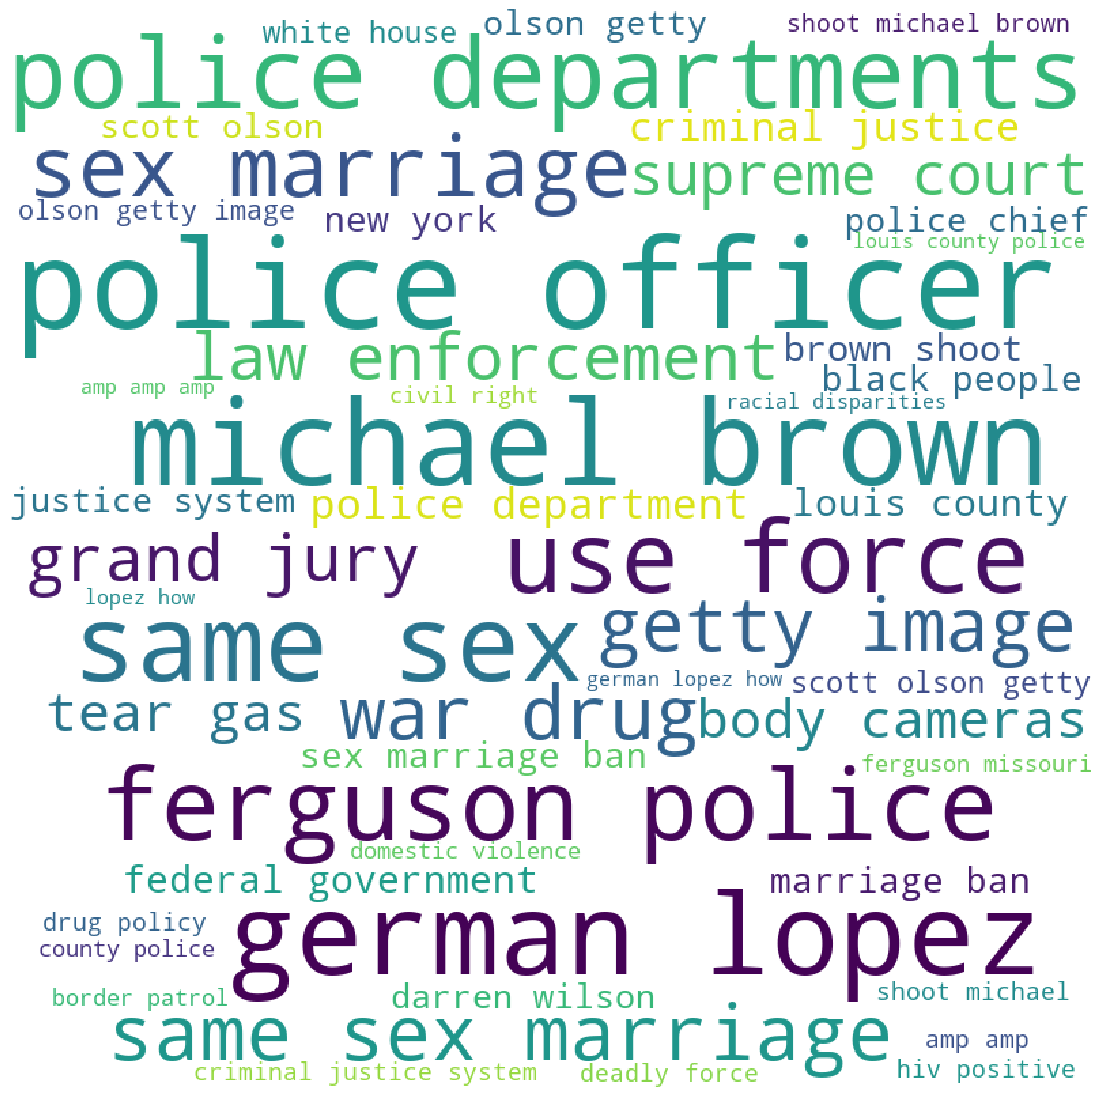 white house
olson getty
shoot michael brown
police departments
scott olson
criminal justice
sex marriage
supreme court
olson getty image
new york
police chief
louis county police
police officer
law enforcement
brown shoot
black people
amp amp amp
civil right
racial disparities
michael brown
justice system
police department
louis county
grand jury
use force
lopez how
same sex
getty image
german lopez how
scott olson getty
tear gas
war drug
body cameras
sex marriage ban
ferguson missouri
ferguson police
domestic violence
federal government
marriage ban
drug policy
county police
german lopez
border patrol
darren wilson
shoot michael
same sex marriage
amp amp
criminal justice system
deadly force
hiv positive